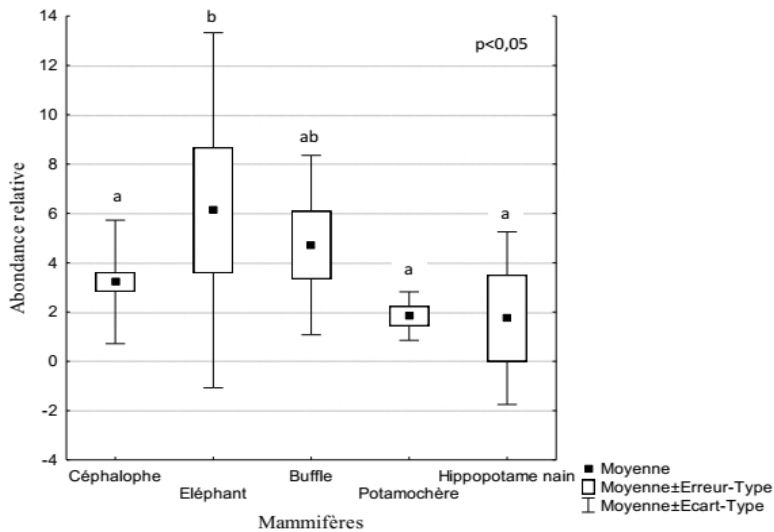 14
12
10
8
6
4
2
0
-2
-4
Abondance relative
a
b
ab
a
a
p<0,05
Céphalophe
Eléphant
Buffle
Potamochère
Hippopotame nain
Mammifères
Moyenne
Moyenne±Erreur-Type
Moyenne±Ecart-Type